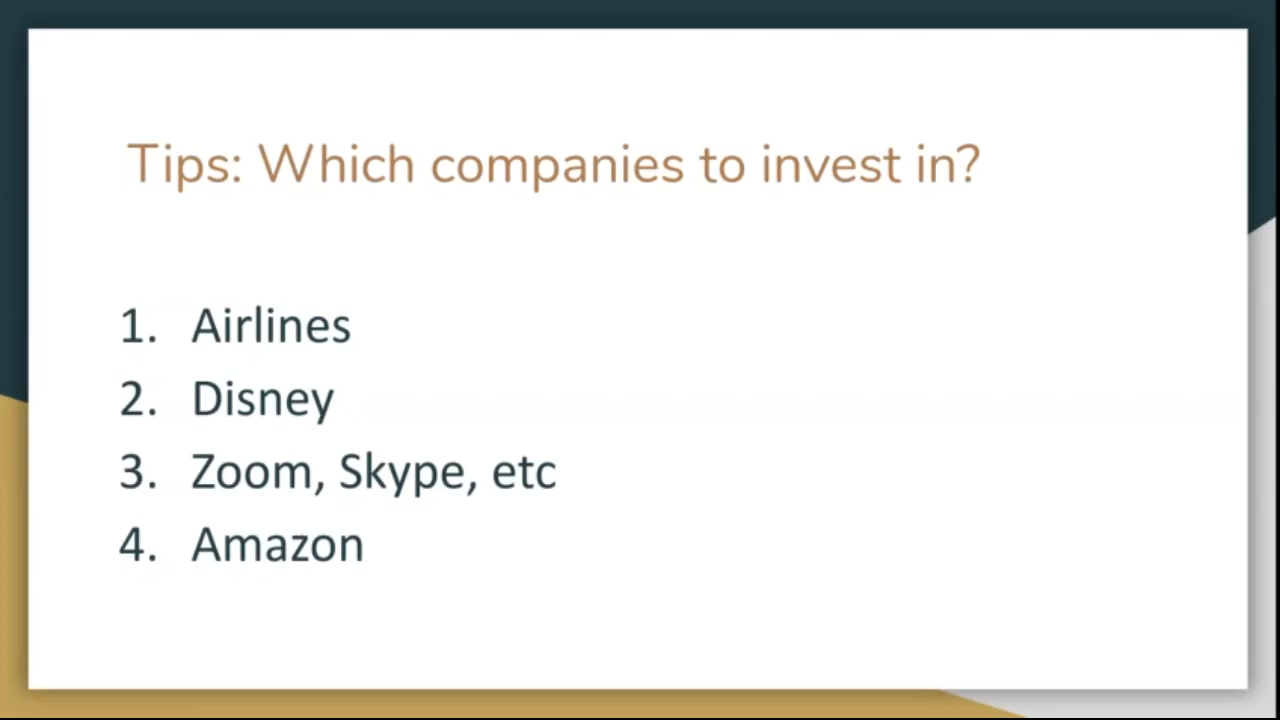 Tips: Which companies to invest in?
1. Airlines
2. Disney
3. Zoom, Skype, etc
4. Amazon